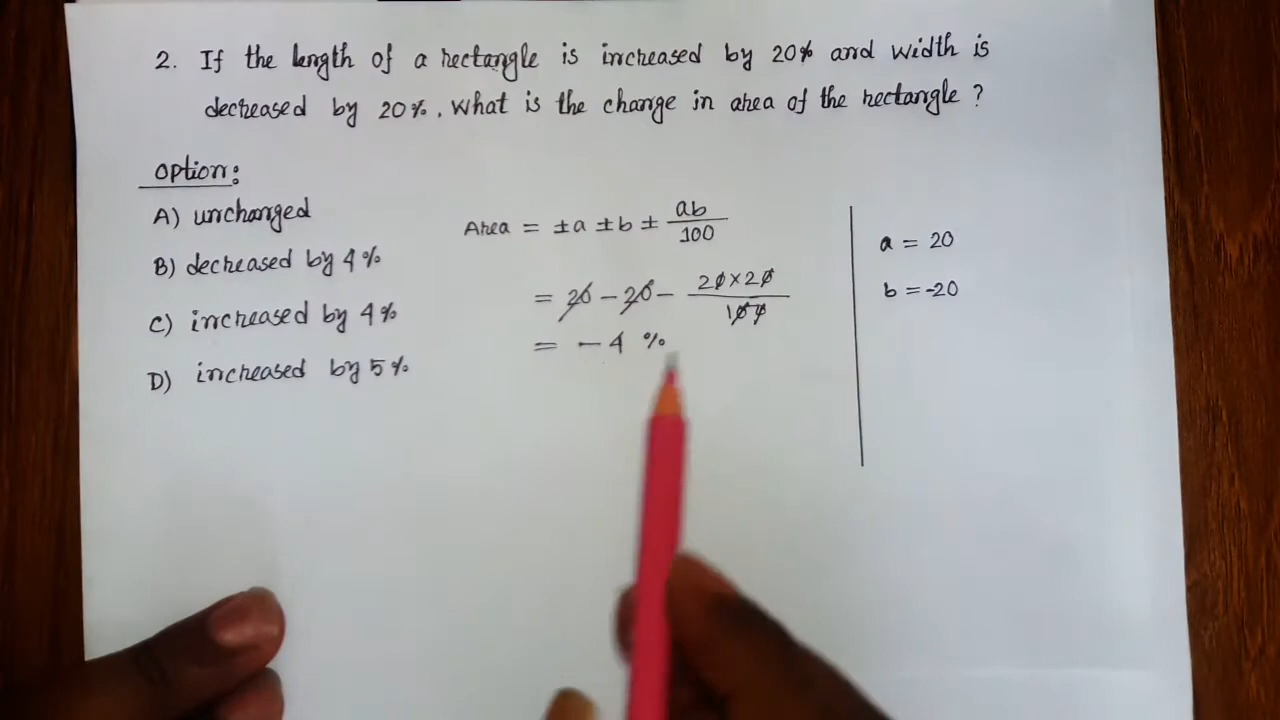 2. If the length of a rectangle is increased by 20% and width is
decreased by 20%. what is the change in area of the rectangle ?
option:
A) unchanged
B) decreased by 4%
C) increased by 4%
D) increased by 5%
Area = ±a ±b ± ab/100
= 20 - 20 - 20×20/100
= -4 %
a = 20
b = -20